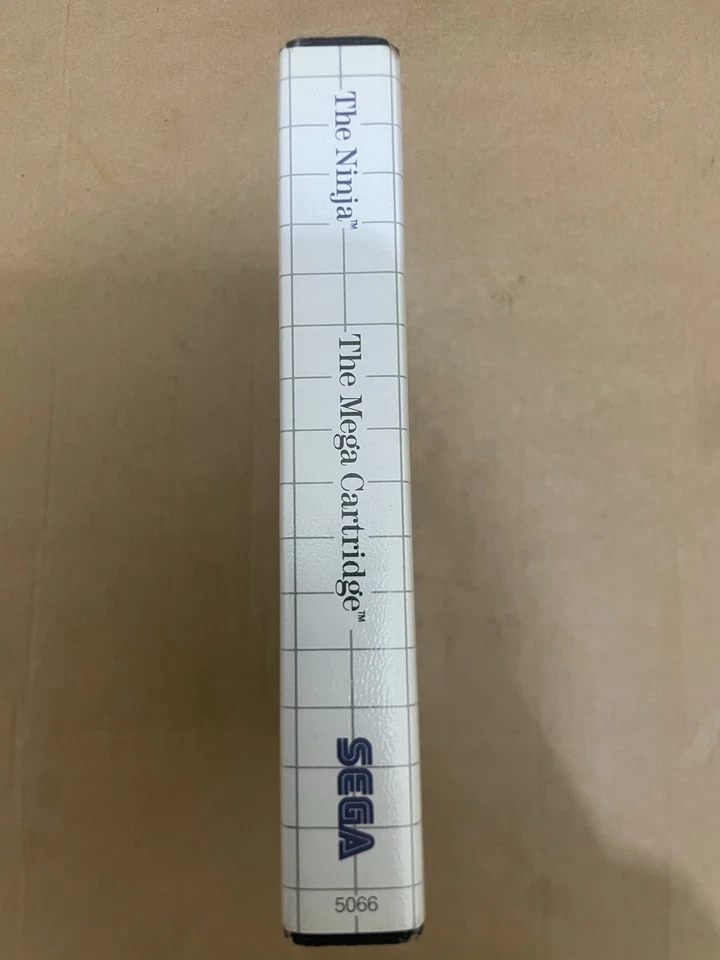 The Ninja™
The Mega Cartridge™
SEGA
5066